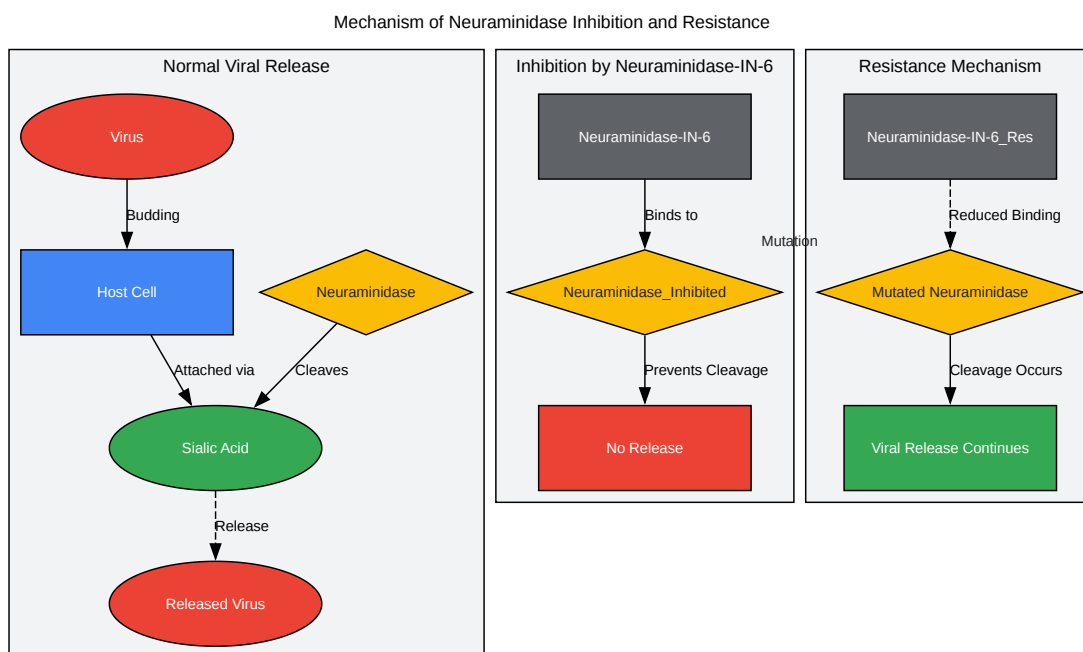 Mechanism of Neuraminidase Inhibition and Resistance
Normal Viral Release
Virus
Budding
Host Cell
Neuraminidase
Attached via
Cleaves
Sialic Acid
Release
Released Virus
Inhibition by Neuraminidase-IN-6
Neuraminidase-IN-6
Binds to
Mutation
Neuraminidase_Inhibited
Prevents Cleavage
No Release
Resistance Mechanism
Neuraminidase-IN-6_Res
Reduced Binding
Mutated Neuraminidase
Cleavage Occurs
Viral Release Continues